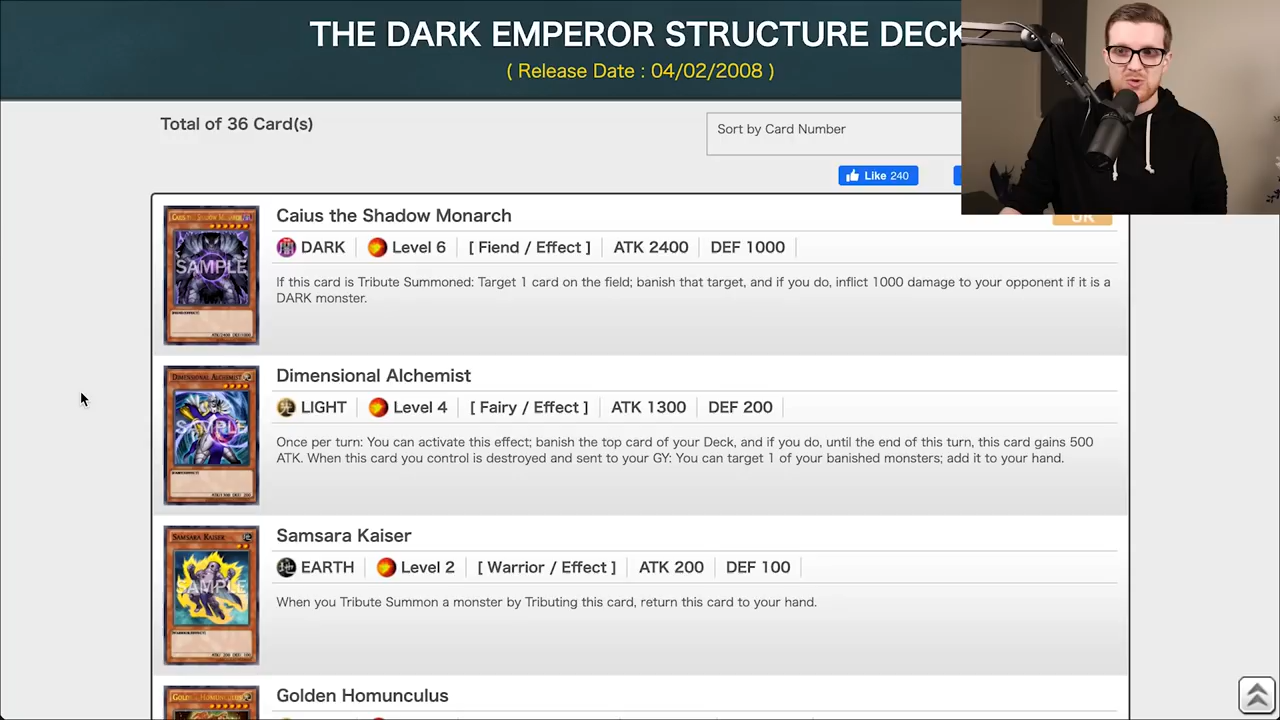 THE DARK EMPEROR STRUCTURE DECK
( Release Date : 04/02/2008 )
Total of 36 Card(s)
Sort by Card Number
Like 240
Caius the Shadow Monarch
DARK Level 6 [ Fiend / Effect ] ATK 2400 DEF 1000
If this card is Tribute Summoned: Target 1 card on the field; banish that target, and if you do, inflict 1000 damage to your opponent if it is a
DARK monster.
SAMPLE
Dimensional Alchemist
LIGHT Level 4 [ Fairy / Effect ] ATK 1300 DEF 200
Once per turn: You can activate this effect; banish the top card of your Deck, and if you do, until the end of this turn, this card gains 500
ATK. When this card you control is destroyed and sent to your GY: You can target 1 of your banished monsters; add it to your hand.
DIMENSIONAL ALCHEMIST
SAMPLE
Samsara Kaiser
EARTH Level 2 [ Warrior / Effect ] ATK 200 DEF 100
When you Tribute Summon a monster by Tributing this card, return this card to your hand.
SAMSARA KAISER
SAMPLE
Golden Homunculus